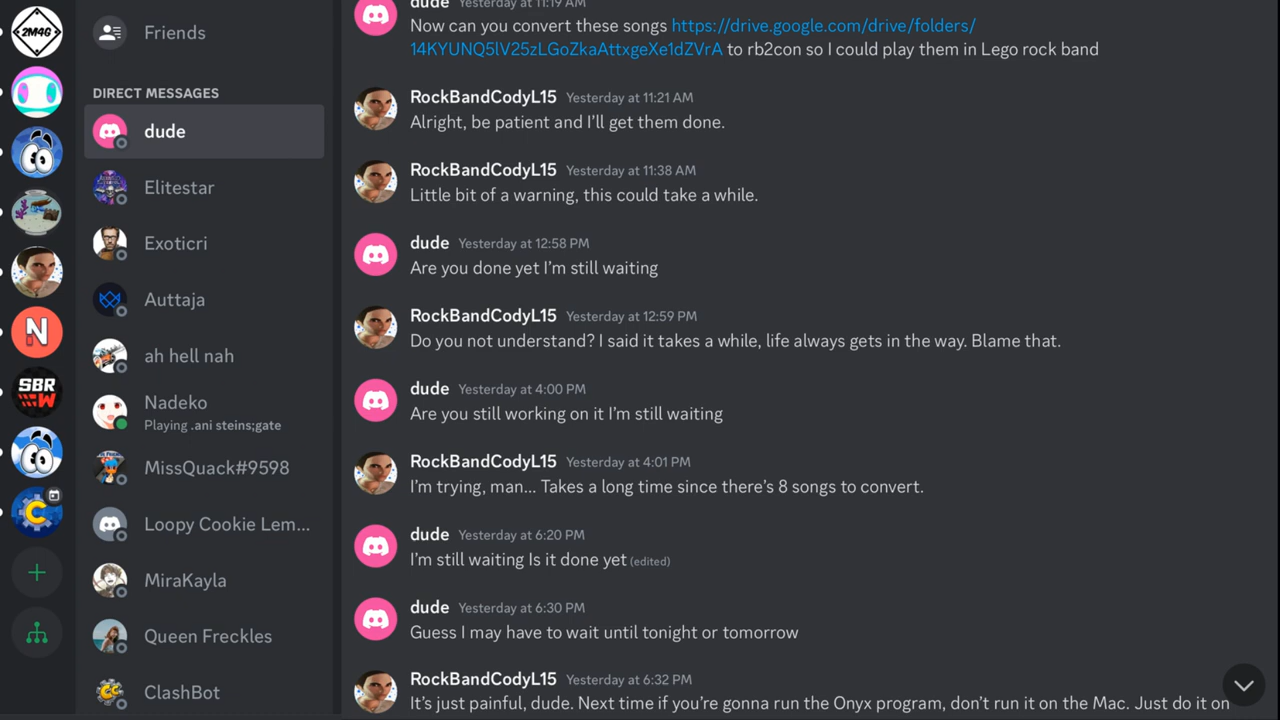 2M4G
N
SBR
W
C
Friends
DIRECT MESSAGES
dude
Elitestar
Exoticri
Auttaja
ah hell nah
Nadeko
Playing .ani steins;gate
MissQuack#9598
Loopy Cookie Lem...
MiraKayla
Queen Freckles
ClashBot
dude Yesterday at 11:19 AM
Now can you convert these songs https://drive.google.com/drive/folders/
14KYUNQ5lV25zLGoZkaAttxgeXe1dZVrA to rb2con so I could play them in Lego rock band
RockBandCodyL15 Yesterday at 11:21 AM
Alright, be patient and I'll get them done.
RockBandCodyL15 Yesterday at 11:38 AM
Little bit of a warning, this could take a while.
dude Yesterday at 12:58 PM
Are you done yet I'm still waiting
RockBandCodyL15 Yesterday at 12:59 PM
Do you not understand? I said it takes a while, life always gets in the way. Blame that.
dude Yesterday at 4:00 PM
Are you still working on it I'm still waiting
RockBandCodyL15 Yesterday at 4:01 PM
I'm trying, man... Takes a long time since there's 8 songs to convert.
dude Yesterday at 6:20 PM
I'm still waiting Is it done yet (edited)
dude Yesterday at 6:30 PM
Guess I may have to wait until tonight or tomorrow
RockBandCodyL15 Yesterday at 6:32 PM
It's just painful, dude. Next time if you're gonna run the Onyx program, don't run it on the Mac. Just do it on